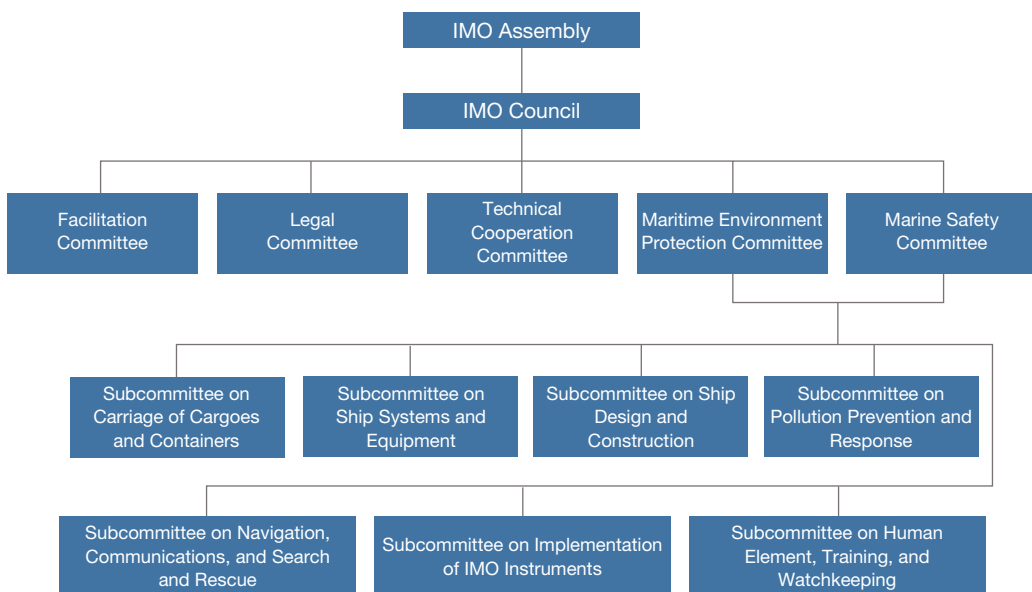 IMO Assembly
IMO Council
Facilitation
Committee
Legal
Committee
Technical
Cooperation
Committee
Maritime Environment
Protection Committee
Marine Safety
Committee
Subcommittee on
Carriage of Cargoes
and Containers
Subcommittee on
Ship Systems and
Equipment
Subcommittee on Ship
Design and
Construction
Subcommittee on
Pollution Prevention and
Response
Subcommittee on Navigation,
Communications, and Search
and Rescue
Subcommittee on Implementation
of IMO Instruments
Subcommittee on Human
Element, Training, and
Watchkeeping